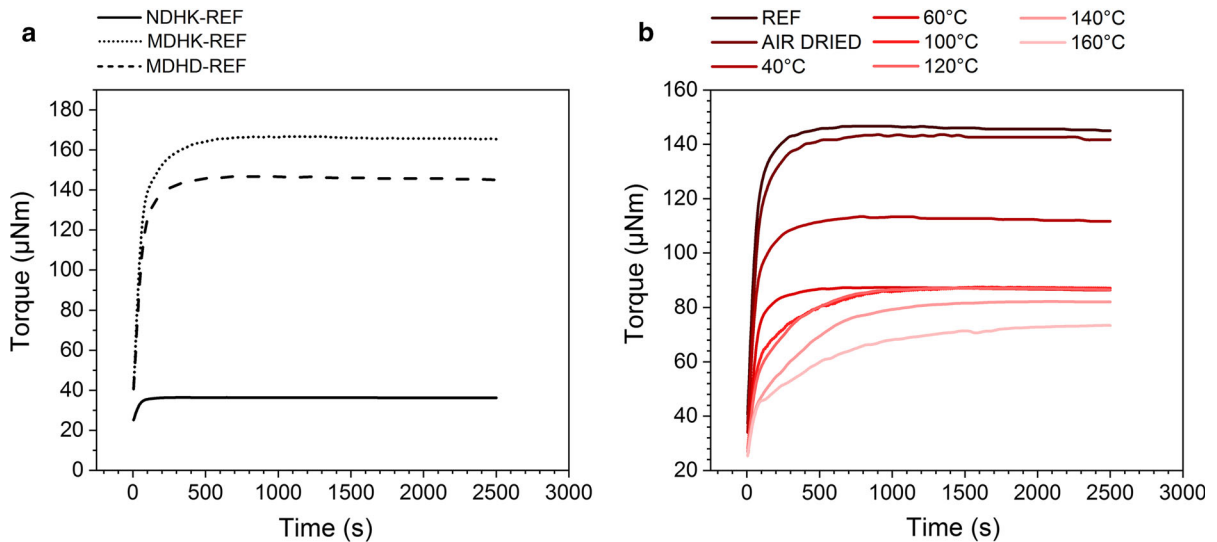 a
NDHK-REF
MDHK-REF
MDHD-REF
180
160
140
120
100
80
60
40
20
0
Torque (µNm)
0 500 1000 1500 2000 2500 3000
Time (s)
b
REF 60°C 140°C
AIR DRIED 100°C 160°C
40°C 120°C
160
140
120
100
80
60
40
20
Torque (µNm)
0 500 1000 1500 2000 2500 3000
Time (s)